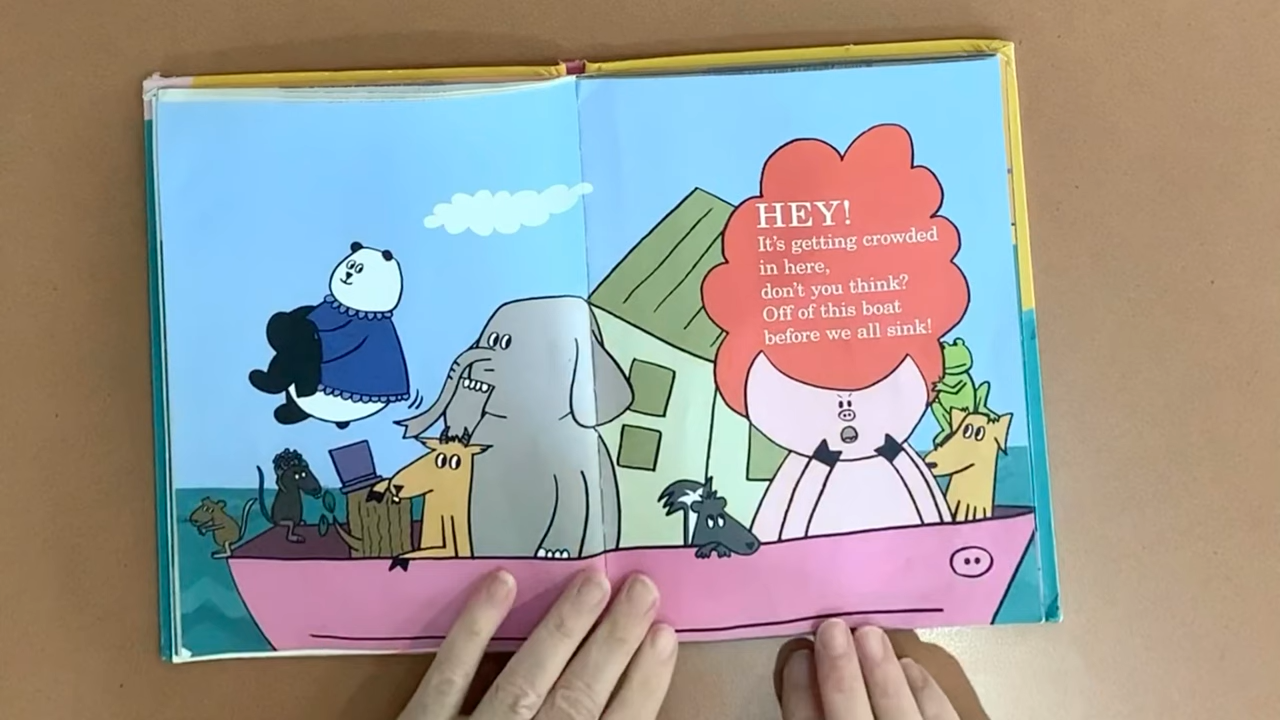 HEY!
It's getting crowded
in here,
don't you think?
Off of this boat
before we all sink!